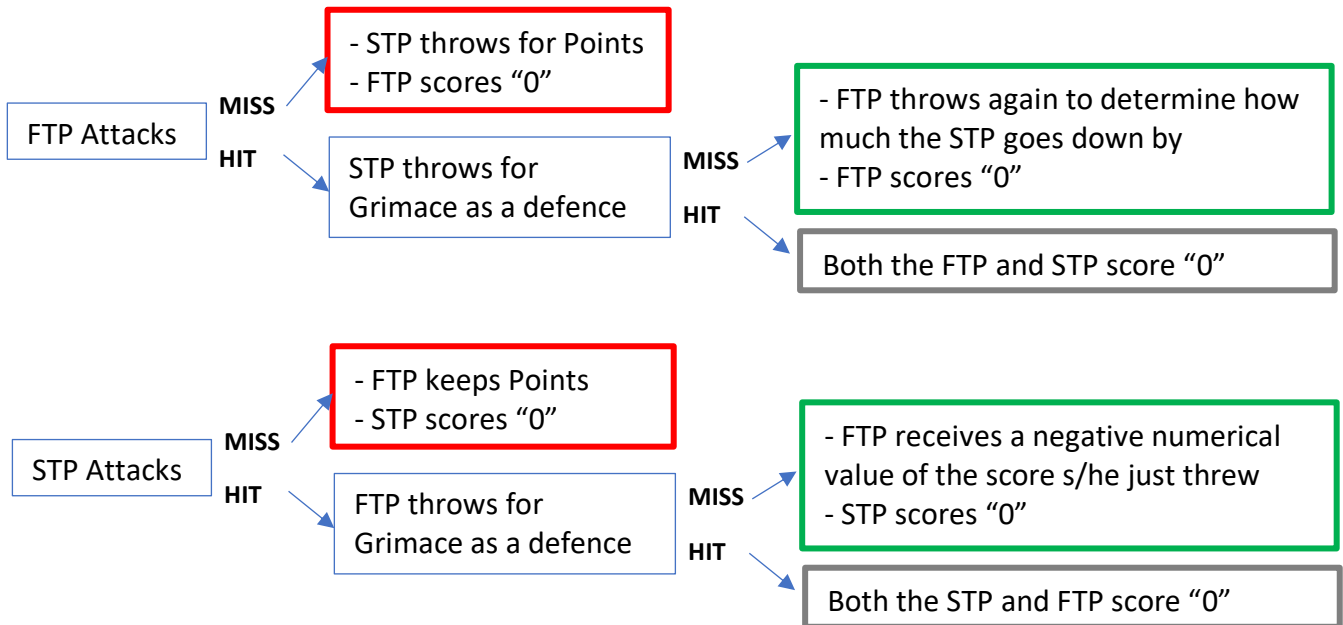 - STP throws for Points
- FTP scores “0”
MISS
FTP Attacks
HIT
STP throws for
Grimace as a defence
MISS
HIT
- FTP throws again to determine how
much the STP goes down by
- FTP scores “0”
Both the FTP and STP score “0”
- FTP keeps Points
- STP scores “0”
MISS
STP Attacks
HIT
FTP throws for
Grimace as a defence
MISS
HIT
- FTP receives a negative numerical
value of the score s/he just threw
- STP scores “0”
Both the STP and FTP score “0”